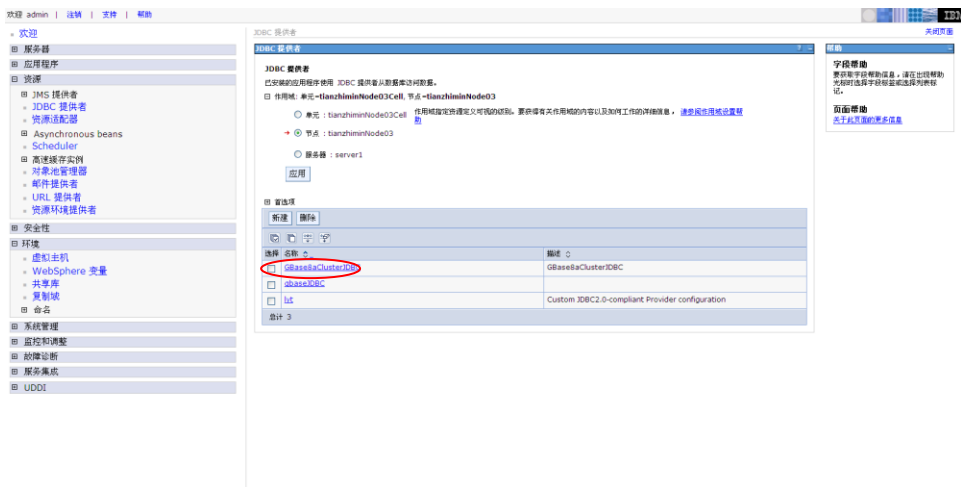 欢迎 admin | 注销 | 支持 | 帮助
IBM
欢迎
服务器
应用程序
资源
JMS 提供者
JDBC 提供者
资源适配器
Asynchronous beans
Scheduler
高速缓存实例
对象池管理器
邮件提供者
URL 提供者
资源环境提供者
安全性
环境
虚拟主机
WebSphere 变量
共享库
复制域
命名
系统管理
监控和调整
故障诊断
服务集成
UDDI
JDBC 提供者
关闭页面
JDBC 提供者
? -
JDBC 提供者
已安装的应用程序使用 JDBC 提供者从数据库访问数据。
作用域: 单元=tianzhiminNode03Cell, 节点=tianzhiminNode03
单元 : tianzhiminNode03Cell
作用域指定资源定义可视的级别。要获得有关作用域的内容以及如何工作的详细信息, 请参阅作用域设置帮助
节点 : tianzhiminNode03
服务器 : server1
应用
首选项
新建 删除
选择 名称 描述
GBase8aClusterJDBC GBase8aClusterJDBC
gbaseJDBC
Custom JDBC2.0-compliant Provider configuration
总计 3
帮助
字段帮助
要获取字段帮助信息,请在出现帮助光标时选择字段标签或选择列表标记。
页面帮助
关于此页面的更多信息